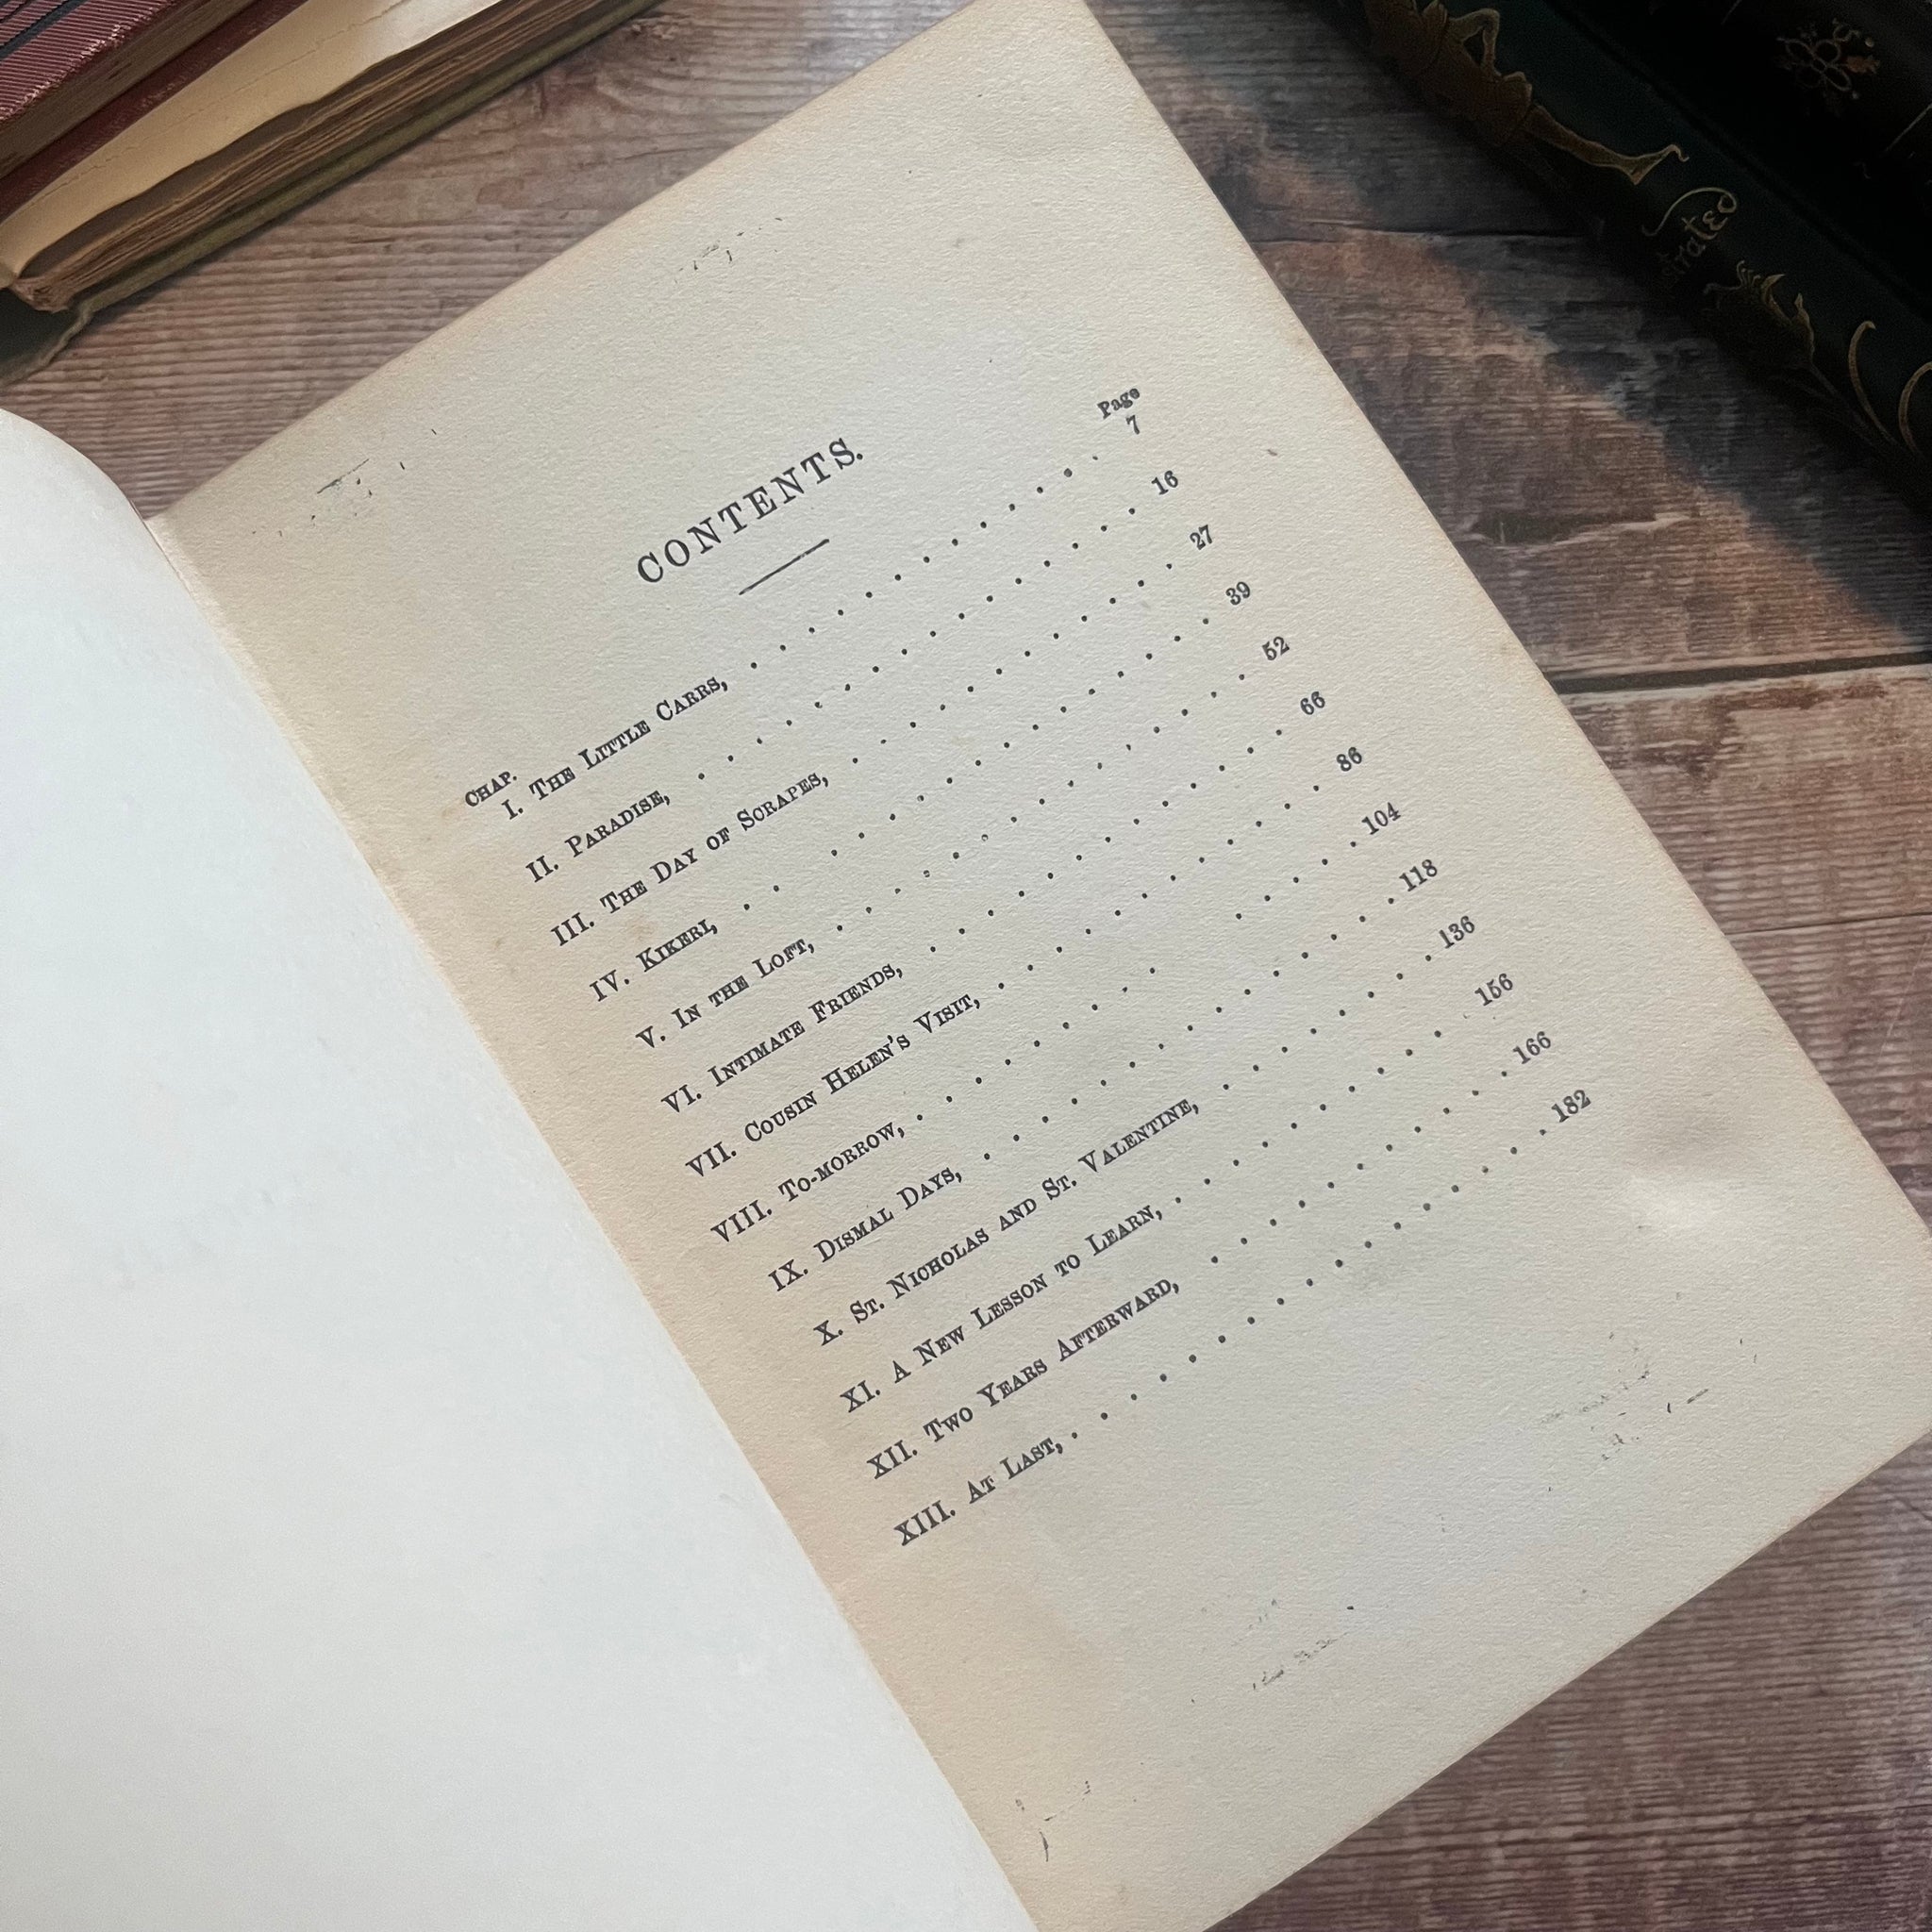 CONTENTS.
CHAP. Page
I. THE LITTLE CARRS, . . . . . . . . . . . . . 7
II. PARADISE, . . . . . . . . . . . . . . . . 16
III. THE DAY OF SCRAPES, . . . . . . . . . . . . 27
IV. KIKERI, . . . . . . . . . . . . . . . . . 39
V. IN THE LOFT, . . . . . . . . . . . . . . . 52
VI. INTIMATE FRIENDS, . . . . . . . . . . . . . 66
VII. COUSIN HELEN'S VISIT, . . . . . . . . . . . . 86
VIII. TO-MORROW, . . . . . . . . . . . . . . . . 104
IX. DISMAL DAYS, . . . . . . . . . . . . . . . 118
X. ST. NICHOLAS AND ST. VALENTINE, . . . . . . . . 136
XI. A NEW LESSON TO LEARN, . . . . . . . . . . . 156
XII. TWO YEARS AFTERWARD, . . . . . . . . . . . . 166
XIII. AT LAST, . . . . . . . . . . . . . . . . . 182